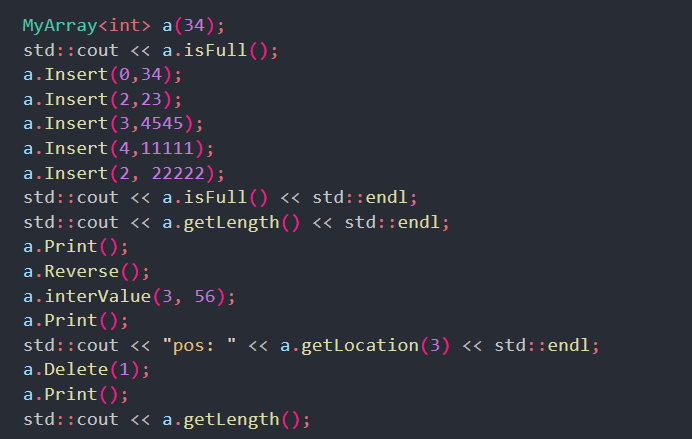 MyArray<int> a(34);
std::cout << a.isFull();
a.Insert(0,34);
a.Insert(2,23);
a.Insert(3,4545);
a.Insert(4,11111);
a.Insert(2, 22222);
std::cout << a.isFull() << std::endl;
std::cout << a.getLength() << std::endl;
a.Print();
a.Reverse();
a.interValue(3, 56);
a.Print();
std::cout << "pos: " << a.getLocation(3) << std::endl;
a.Delete(1);
a.Print();
std::cout << a.getLength();